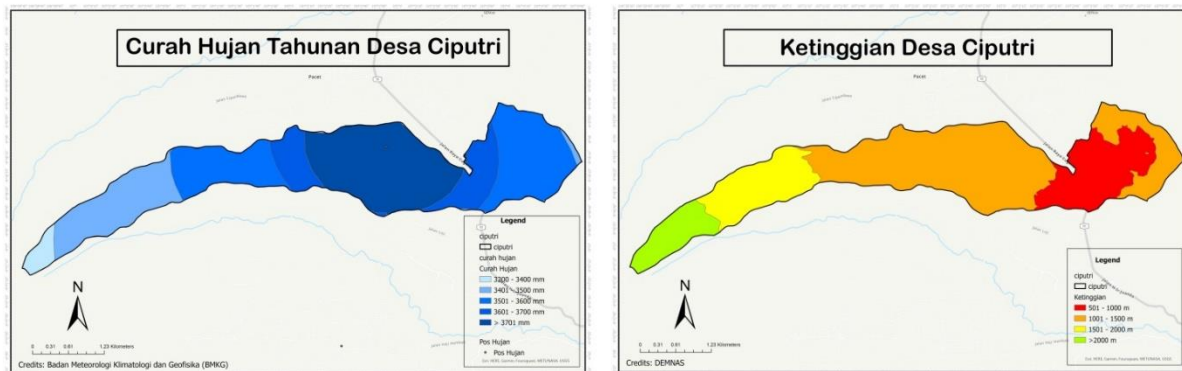 Curah Hujan Tahunan Desa Ciputri
Pacet
Legend
ciputri
ciputri
curah hujan
Curah Hujan
3200 - 3400 mm
3401 - 3500 mm
3501 - 3600 mm
3601 - 3700 mm
> 3701 mm
Pos Hujan
Pos Hujan
N
0 0.31 0.61 1.23 Kilometers
Credits: Badan Meteorologi Klimatologi dan Geofisika (BMKG)
Ketinggian Desa Ciputri
Pacet
Legend
ciputri
ciputri
Ketinggian
501 - 1000 m
1001 - 1500 m
1501 - 2000 m
>2000 m
N
0 0.31 0.61 1.23 Kilometers
Credits: DEMNAS